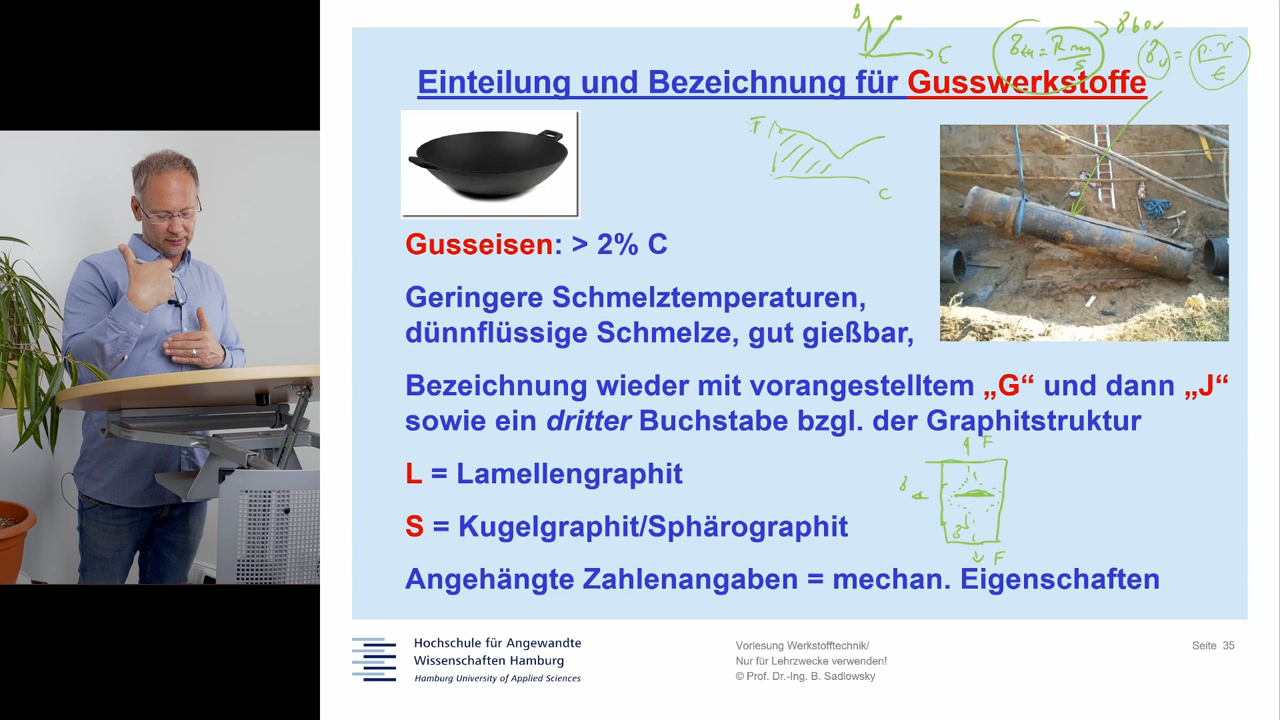 Einteilung und Bezeichnung für Gusswerkstoffe
Gusseisen: > 2% C
Geringere Schmelztemperaturen,
dünnflüssige Schmelze, gut gießbar,
Bezeichnung wieder mit vorangestelltem „G“ und dann „J“
sowie ein dritter Buchstabe bzgl. der Graphitstruktur
F
L = Lamellengraphit
S = Kugelgraphit/Sphärographit
F
Angehängte Zahlenangaben = mechan. Eigenschaften
Hochschule für Angewandte
Wissenschaften Hamburg
Hamburg University of Applied Sciences
Vorlesung Werkstofftechnik/
Nur für Lehrzwecke verwenden!
© Prof. Dr.-Ing. B. Sadlowsky
Seite 35